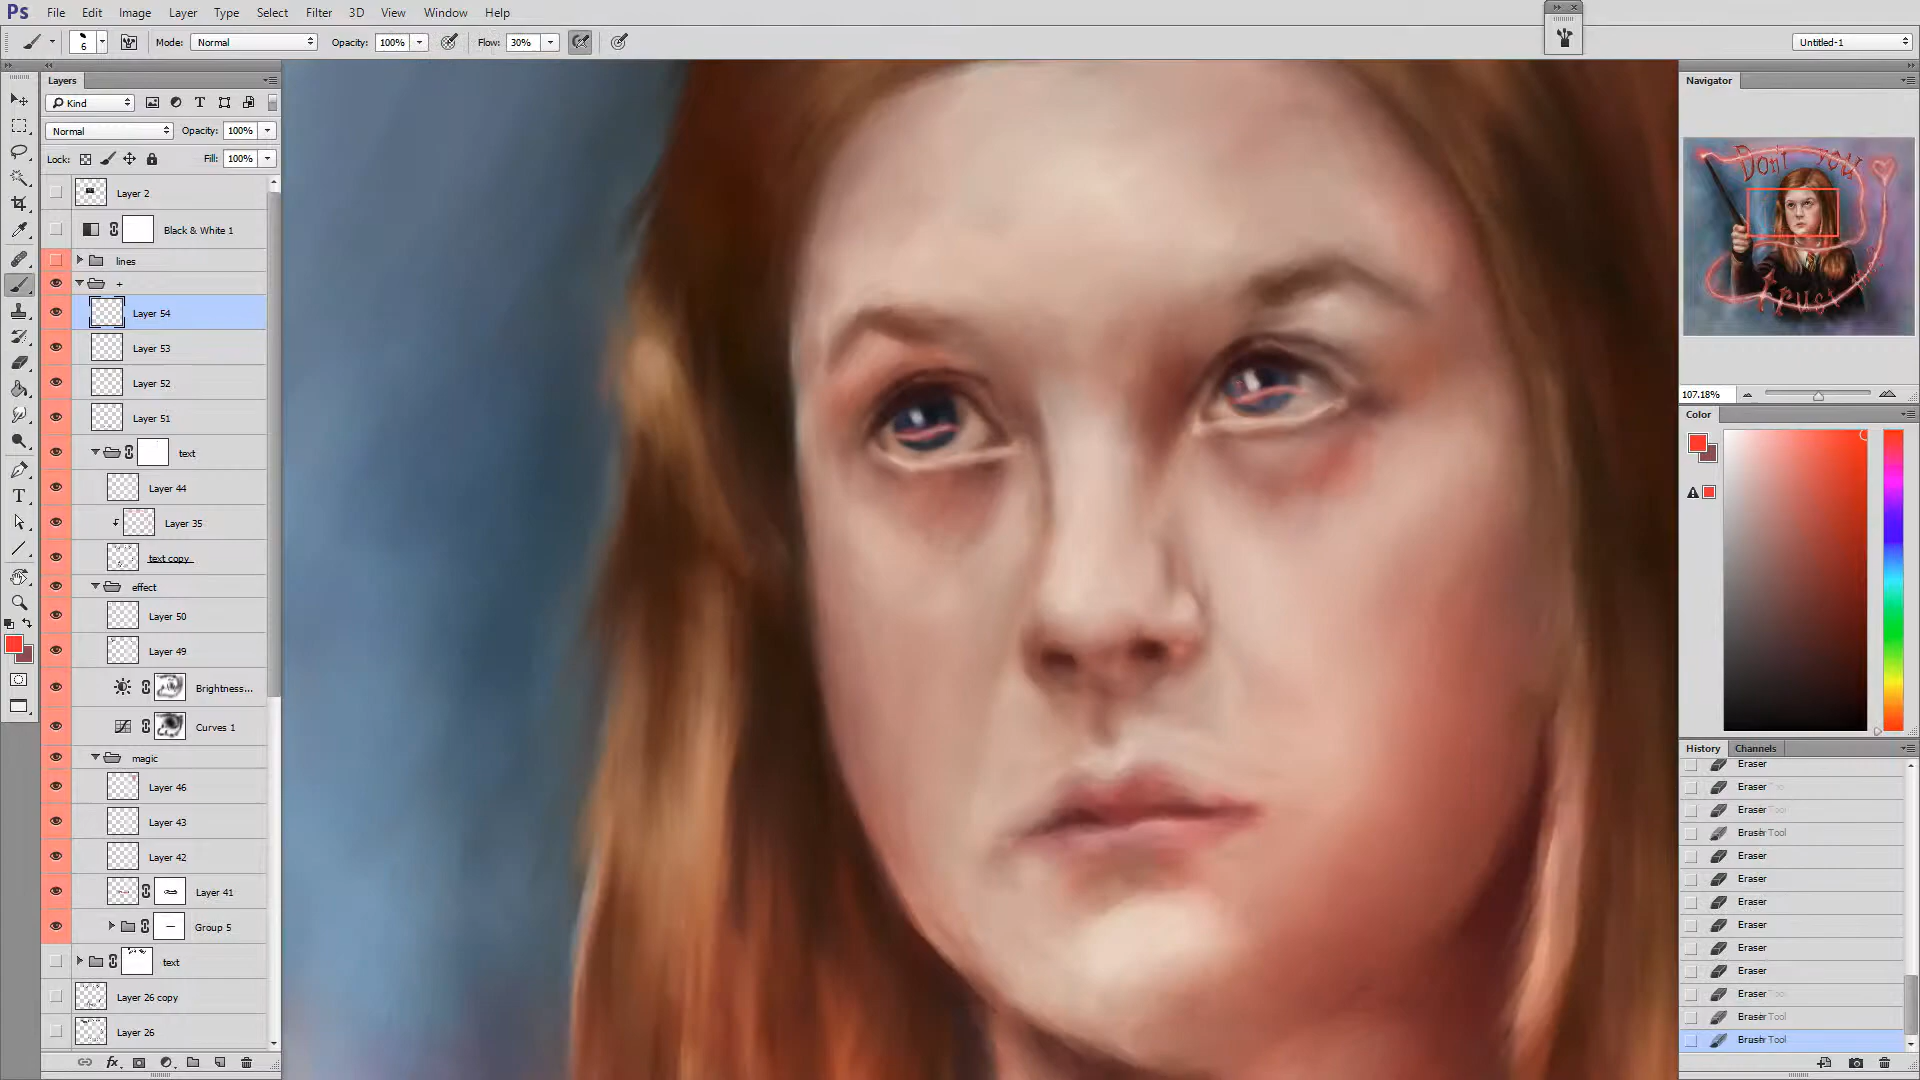 Ps File Edit Image Layer Type Select Filter 3D View Window Help
6 Mode: Normal Opacity: 100% Flow: 30% Untitled-1
Layers
Kind
Normal Opacity: 100%
Lock: Fill: 100%
Layer 2
Black & White 1
lines
+
Layer 54
Layer 53
Layer 52
Layer 51
text
Layer 44
Layer 35
text copy
effect
Layer 50
Layer 49
Brightness...
Curves 1
magic
Layer 46
Layer 43
Layer 42
Layer 41
Group 5
text
Layer 26 copy
Layer 26
fx
Navigator
Don't you
trust
107.18%
Color
History Channels
Eraser
Eraser
Eraser
Brush Tool
Eraser
Eraser
Eraser
Eraser
Eraser
Eraser
Eraser
Eraser Tool
Brush Tool